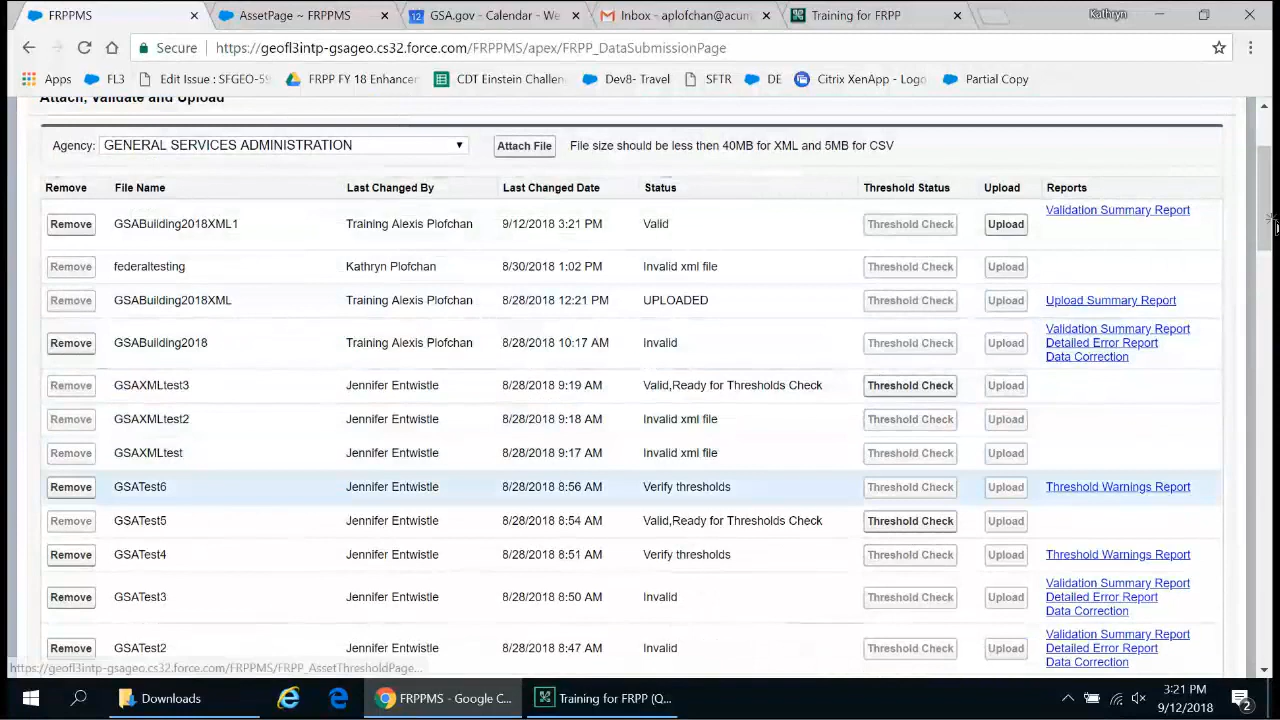 FRPPMS
AssetPage ~ FRPPMS
GSA.gov - Calendar - We
Inbox - aplofchan@acum
Training for FRPP
Kathryn
Secure
https://geofl3intp-gsageo.cs32.force.com/FRPPMS/apex/FRPP_DataSubmissionPage
Apps FL3 Edit Issue : SFGEO-59 FRPP FY 18 Enhancer CDT Einstein Challen Dev8- Travel SFTR DE Citrix XenApp - Logo Partial Copy
Attach, Validate and Upload
Agency: GENERAL SERVICES ADMINISTRATION Attach File File size should be less then 40MB for XML and 5MB for CSV
Remove File Name Last Changed By Last Changed Date Status Threshold Status Upload Reports
Remove GSABuilding2018XML1 Training Alexis Plofchan 9/12/2018 3:21 PM Valid Threshold Check Upload Validation Summary Report
Remove federaltesting Kathryn Plofchan 8/30/2018 1:02 PM Invalid xml file Threshold Check Upload
Remove GSABuilding2018XML Training Alexis Plofchan 8/28/2018 12:21 PM UPLOADED Threshold Check Upload Upload Summary Report
Remove GSABuilding2018 Training Alexis Plofchan 8/28/2018 10:17 AM Invalid Threshold Check Upload Validation Summary Report
Detailed Error Report
Data Correction
Remove GSAXMLtest3 Jennifer Entwistle 8/28/2018 9:19 AM Valid,Ready for Thresholds Check Threshold Check Upload
Remove GSAXMLtest2 Jennifer Entwistle 8/28/2018 9:18 AM Invalid xml file Threshold Check Upload
Remove GSAXMLtest Jennifer Entwistle 8/28/2018 9:17 AM Invalid xml file Threshold Check Upload
Remove GSATest6 Jennifer Entwistle 8/28/2018 8:56 AM Verify thresholds Threshold Check Upload Threshold Warnings Report
Remove GSATest5 Jennifer Entwistle 8/28/2018 8:54 AM Valid,Ready for Thresholds Check Threshold Check Upload
Remove GSATest4 Jennifer Entwistle 8/28/2018 8:51 AM Verify thresholds Threshold Check Upload Threshold Warnings Report
Remove GSATest3 Jennifer Entwistle 8/28/2018 8:50 AM Invalid Threshold Check Upload Validation Summary Report
Detailed Error Report
Data Correction
Remove GSATest2 Jennifer Entwistle 8/28/2018 8:47 AM Invalid Threshold Check Upload Validation Summary Report
Detailed Error Report
Data Correction
https://geofl3intp-gsageo.cs32.force.com/FRPPMS/FRPP_AssetThresholdPage...
Downloads FRPPMS - Google C... Training for FRPP (Q...
3:21 PM
9/12/2018
2